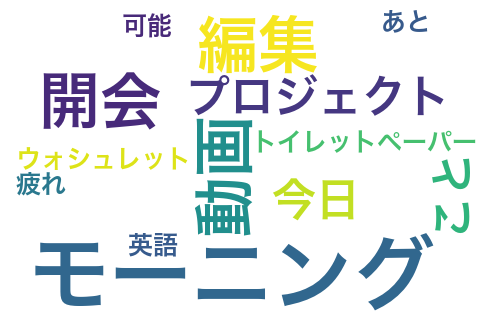 可能
あと
編集
開会
プロジェクト
動画
トイレットペーパー
ウォシュレット
疲れ
今日
英語
モーニング